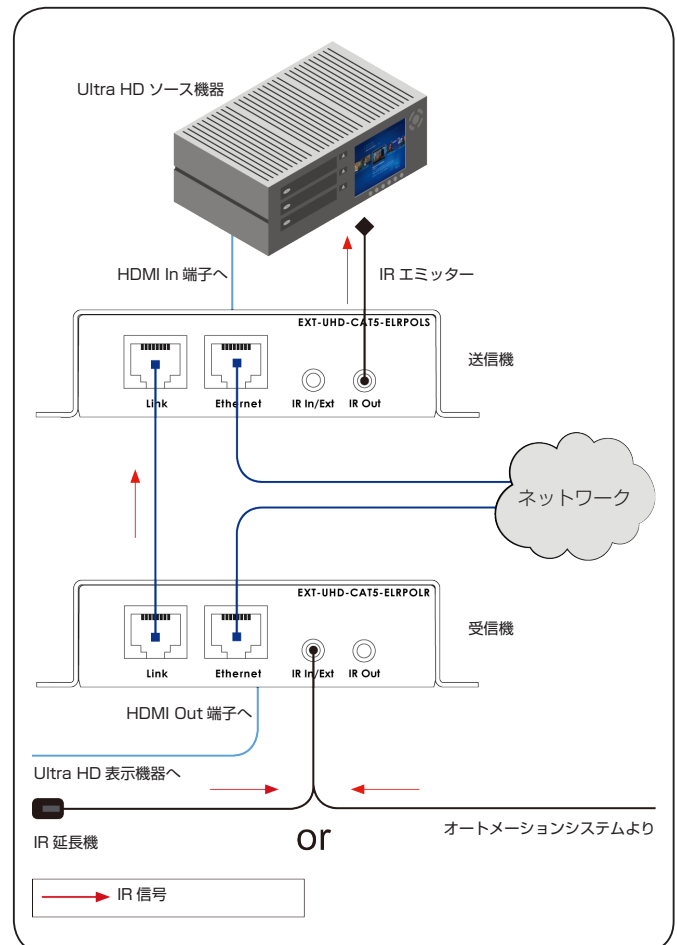 Ultra HD ソース機器
HDMI In 端子へ
IR エミッター
EXT-UHD-CAT5-ELRPOLS
送信機
Link
Ethernet
IR In/Ext
IR Out
ネットワーク
EXT-UHD-CAT5-ELRPOLR
受信機
Link
Ethernet
IR In/Ext
IR Out
HDMI Out 端子へ
Ultra HD 表示機器へ
IR 延長機
or
オートメーションシステムより
IR 信号